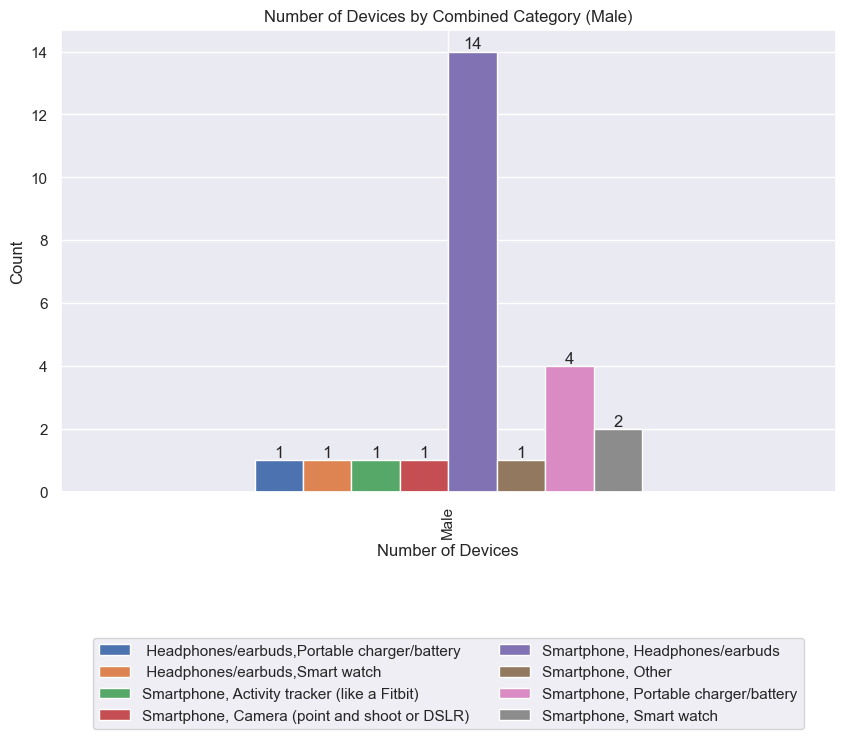 Number of Devices by Combined Category (Male)
14
12
10
8
6
4
2
0
Count
1
1
1
1
14
1
4
2
Male
Number of Devices
Headphones/earbuds,Portable charger/battery
Headphones/earbuds,Smart watch
Smartphone, Activity tracker (like a Fitbit)
Smartphone, Camera (point and shoot or DSLR)
Smartphone, Headphones/earbuds
Smartphone, Other
Smartphone, Portable charger/battery
Smartphone, Smart watch